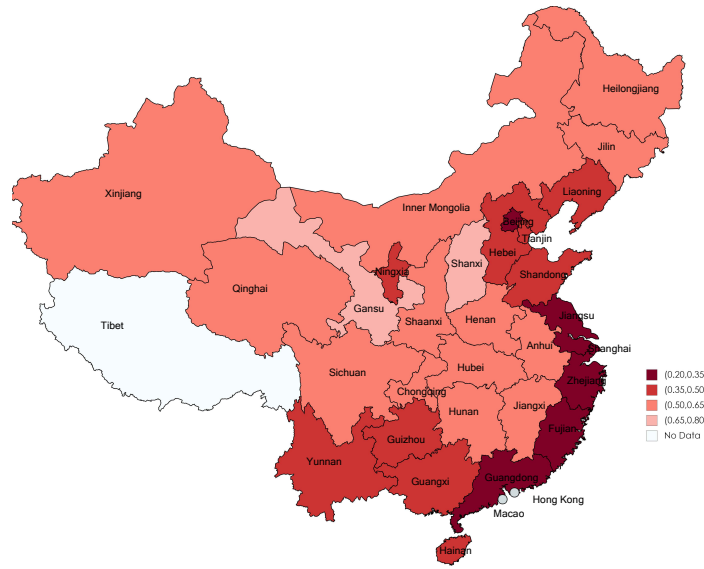 Heilongjiang
Jilin
Liaoning
Xinjiang
Inner Mongolia
Beijing
Tianjin
Hebei
Shanxi
Ningxia
Shandong
Qinghai
Gansu
Shaanxi
Henan
Jiangsu
Tibet
Anhui
Shanghai
Sichuan
Hubei
Zhejiang
Chongqing
Hunan
Jiangxi
Guizhou
Fujian
Yunnan
Guangxi
Guangdong
Hong Kong
Macao
Hainan
(0.20,0.35
(0.35,0.50
(0.50,0.65
(0.65,0.80
No Data